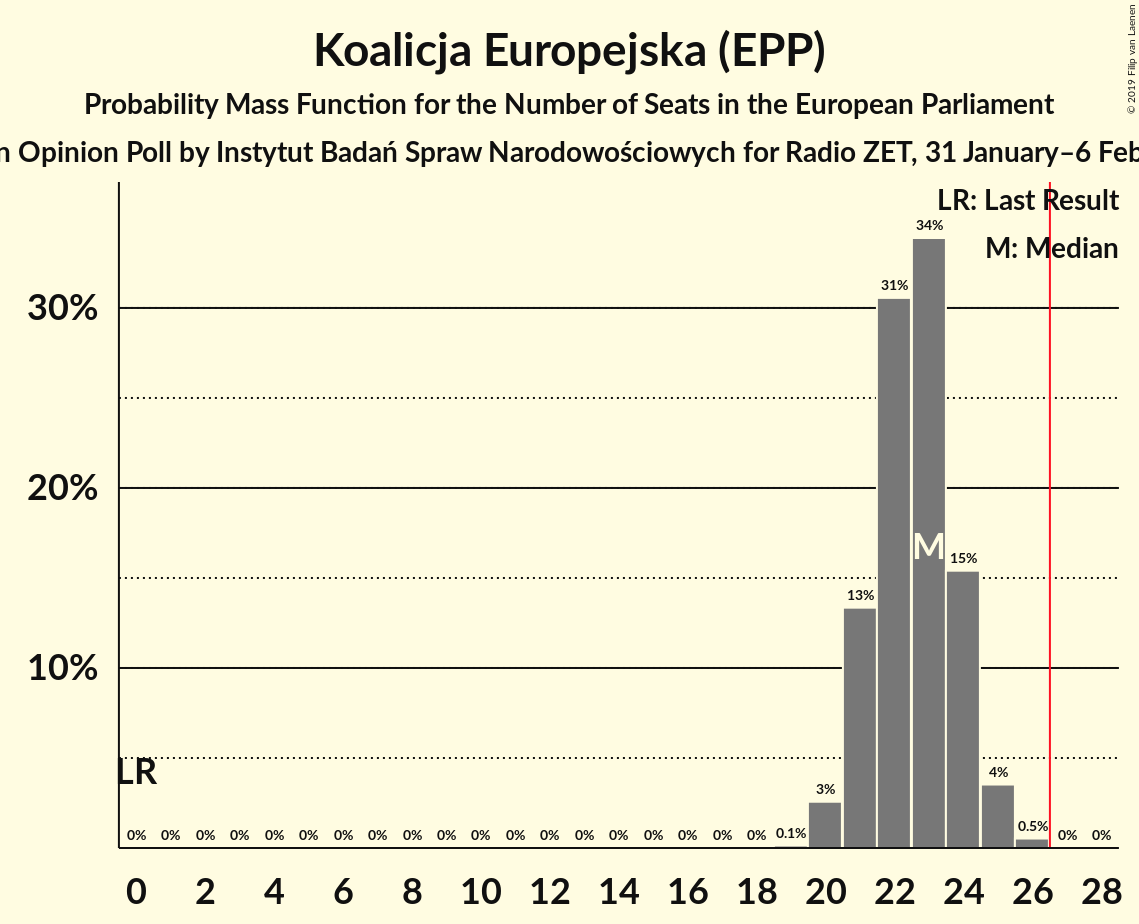 Koalicja Europejska (EPP)
Probability Mass Function for the Number of Seats in the European Parliament
n Opinion Poll by Instytut Badań Spraw Narodowościowych for Radio ZET, 31 January–6 Feb
© 2019 Filip van Laenen
LR: Last Result
M: Median
34%
31%
30%
20%
M
15%
13%
10%
LR
4%
3%
0% 0% 0% 0% 0% 0% 0% 0% 0% 0% 0% 0% 0% 0% 0% 0% 0% 0% 0% 0.1% 0.5% 0% 0%
0 2 4 6 8 10 12 14 16 18 20 22 24 26 28